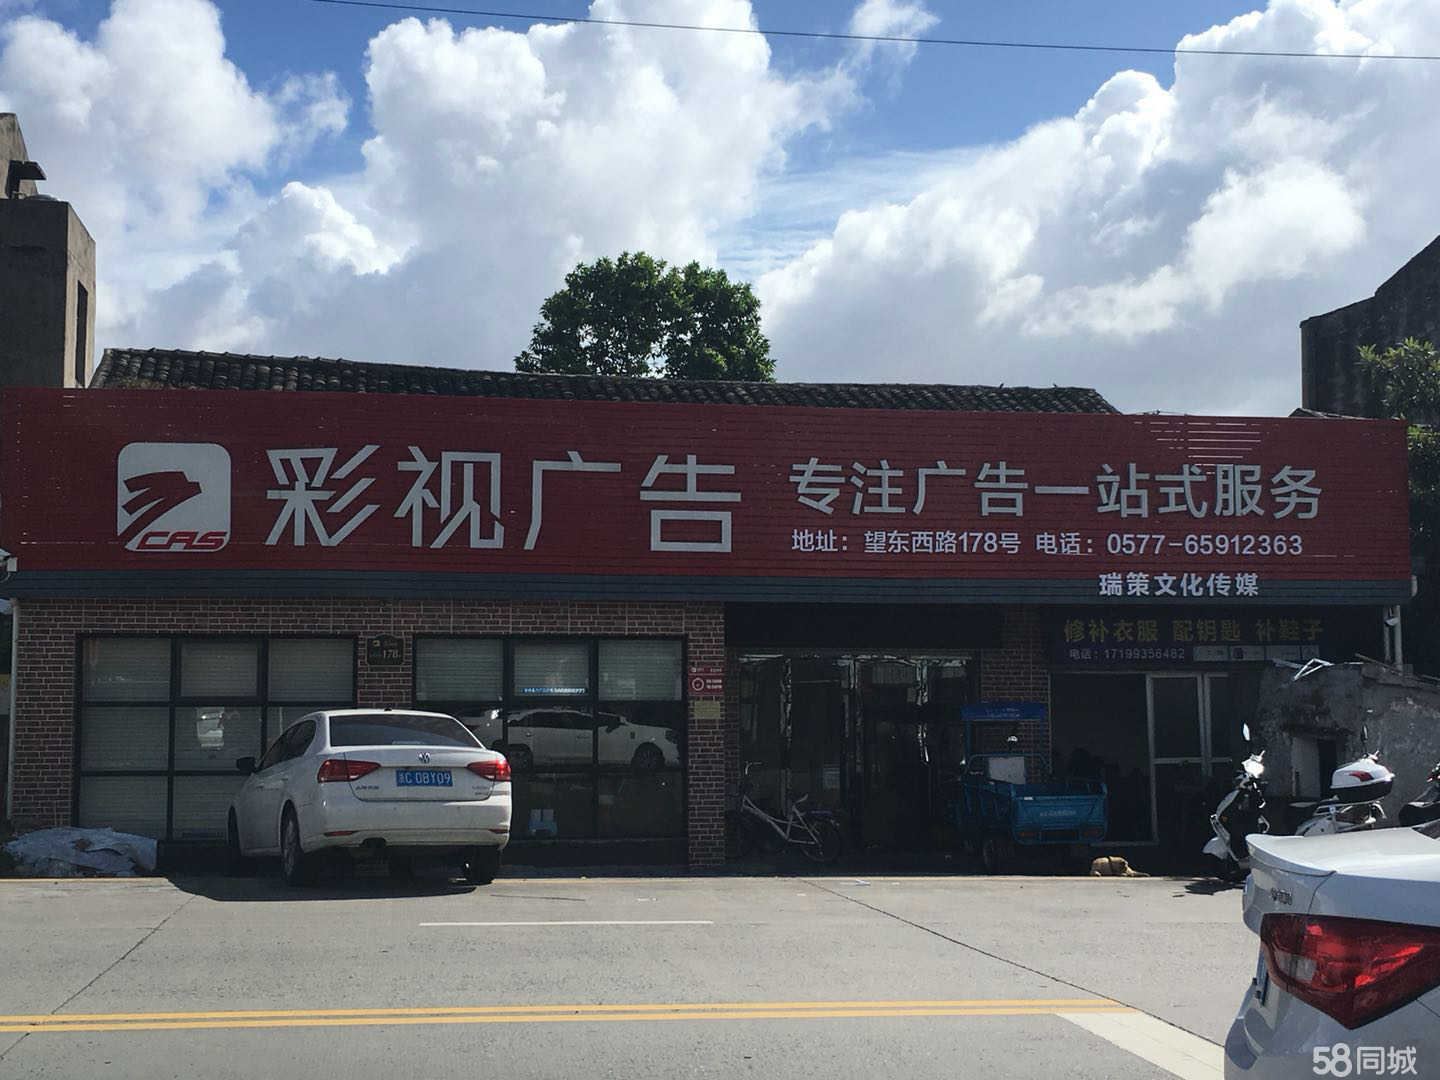 彩视广告
CAS
专注广告一站式服务
地址：望东西路178号 电话：0577-65912363
瑞策文化传媒
修补衣服 配钥匙 补鞋子
电话：17199356482
178
浙C 0BY09
58同城